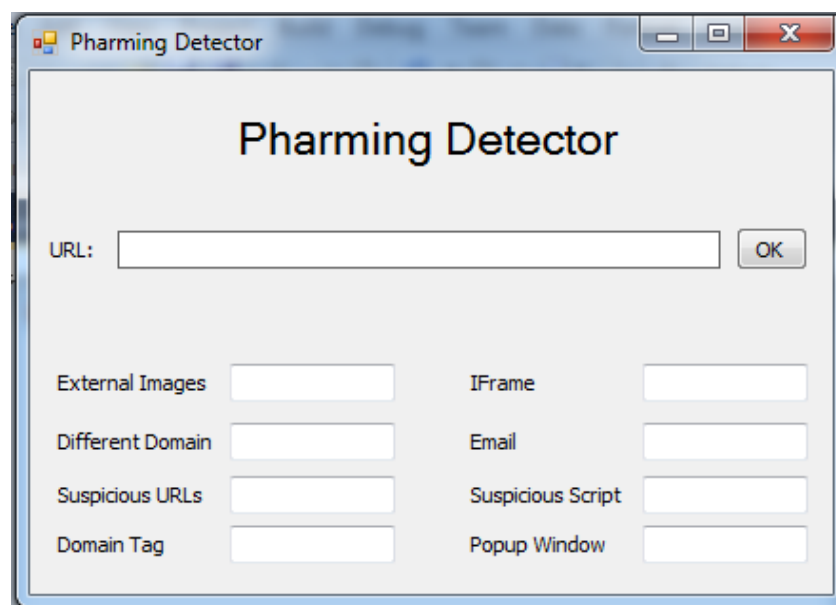 Pharming Detector
Pharming Detector
URL:
OK
External Images
IFrame
Different Domain
Email
Suspicious URLs
Suspicious Script
Domain Tag
Popup Window